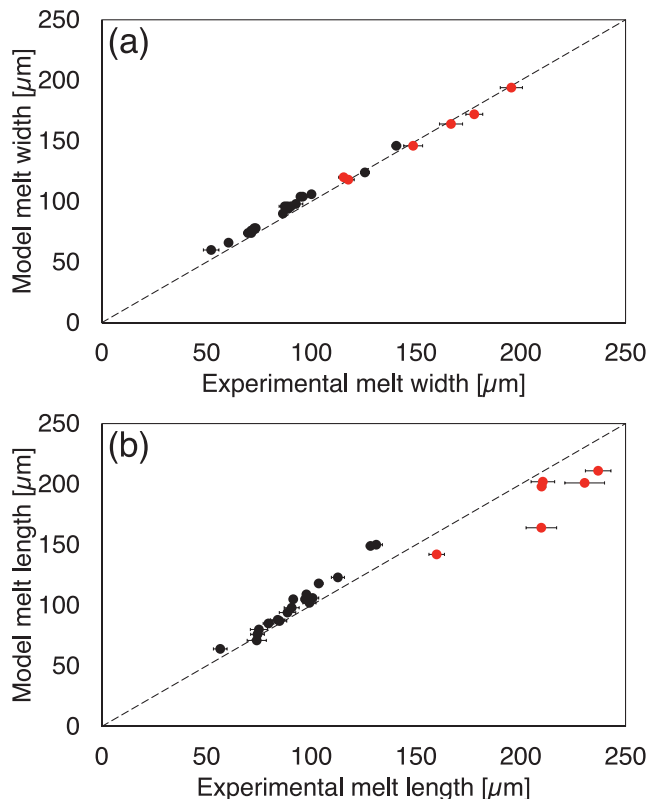 (a)
Model melt width [µm]
250
200
150
100
50
0
0 50 100 150 200 250
Experimental melt width [µm]
(b)
Model melt length [µm]
250
200
150
100
50
0
0 50 100 150 200 250
Experimental melt length [µm]